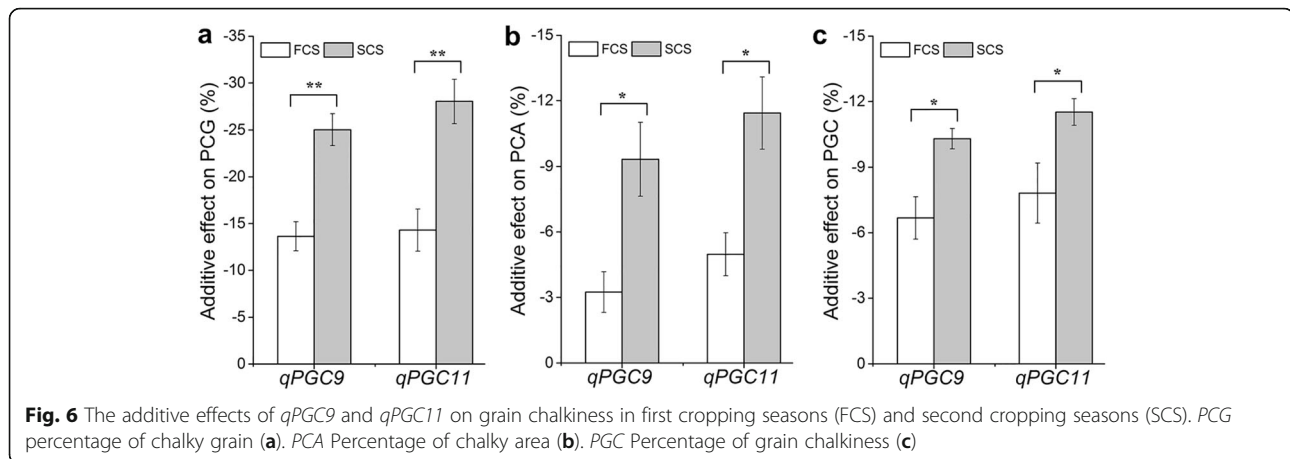 a
FCS SCS
Additive effect on PCG (%)
-35
-30
-25
-20
-15
-10
-5
0
**
**
qPGC9 qPGC11
b
FCS SCS
Additive efect on PCA (%)
-15
-12
-9
-6
-3
0
*
*
qPGC9 qPGC11
c
FCS SCS
Additive effect on PGC (%)
-15
-12
-9
-6
-3
0
*
*
qPGC9 qPGC11
Fig. 6 The additive effects of qPGC9 and qPGC11 on grain chalkiness in first cropping seasons (FCS) and second cropping seasons (SCS). PCG
percentage of chalky grain (a). PCA Percentage of chalky area (b). PGC Percentage of grain chalkiness (c)